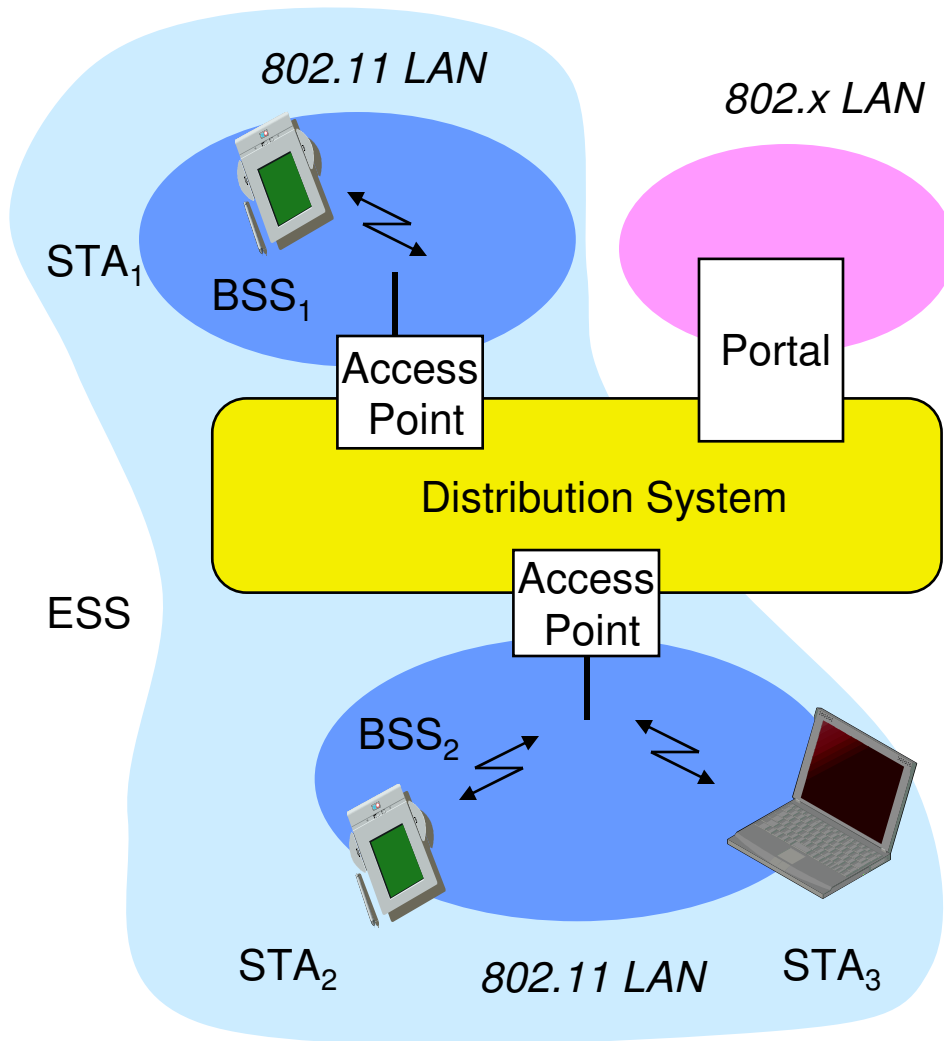 802.11 LAN
802.x LAN
STA₁
BSS₁
Access
Point
Portal
Distribution System
Access
Point
ESS
BSS₂
STA₂
802.11 LAN
STA₃